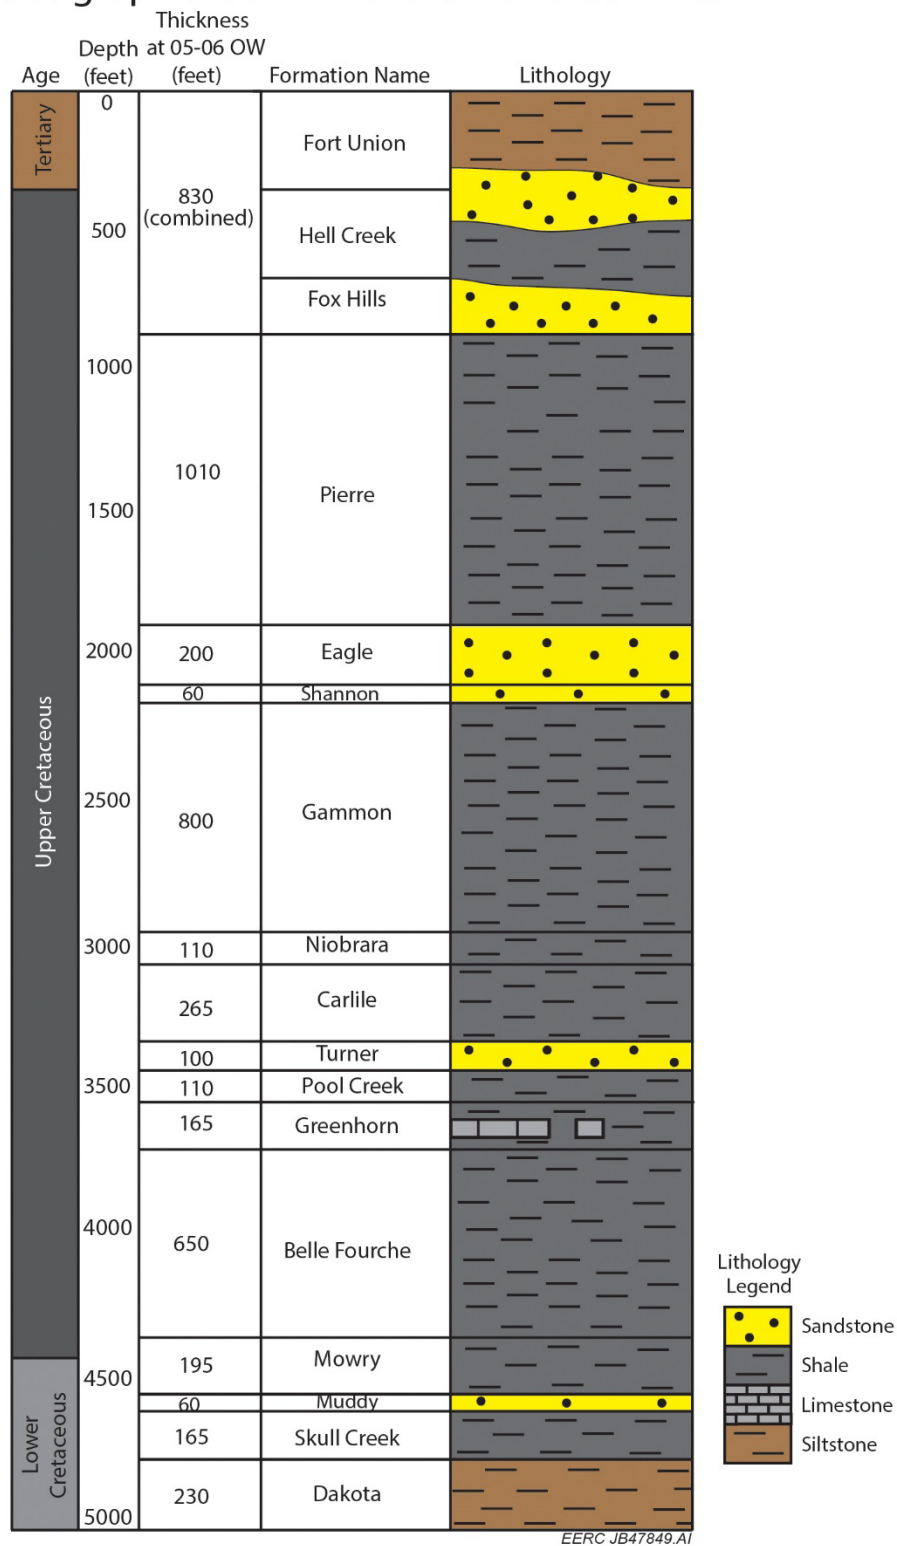 Thickness
Depth at 05-06 OW
Age (feet) (feet) Formation Name Lithology
Tertiary
Upper Cretaceous
Lower
Cretaceous
0
500
1000
1500
2000
2500
3000
3500
4000
4500
5000
830
(combined)
Fort Union
Hell Creek
Fox Hills
1010 Pierre
200 Eagle
60 Shannon
800 Gammon
110 Niobrara
265 Carlile
100 Turner
110 Pool Creek
165 Greenhorn
650 Belle Fourche
195 Mowry
60 Muddy
165 Skull Creek
230 Dakota
Lithology
Legend
Sandstone
Shale
Limestone
Siltstone
EERC JB47849.AI